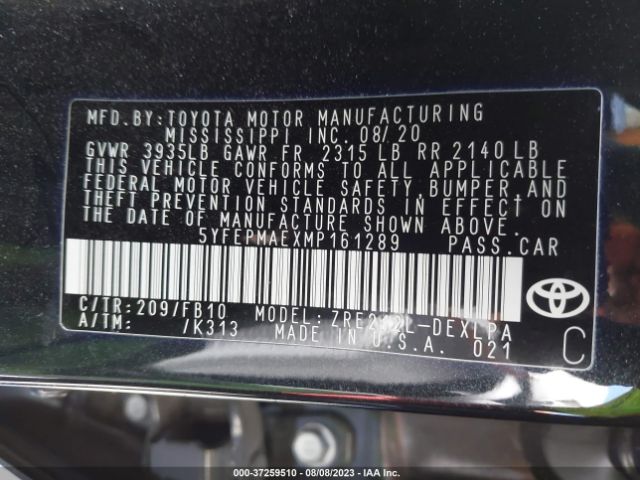 MFD.BY:TOYOTA MOTOR MANUFACTURING
MISSISSIPPI INC. 08/20
GVWR 3935LB GAWR FR 2315 LB RR 2140 LB
THIS VEHICLE CONFORMS TO ALL APPLICABLE
FEDERAL MOTOR VEHICLE SAFETY, BUMPER, AND
THEFT PREVENTION STANDARDS IN EFFECT ON
THE DATE OF MANUFACTURE SHOWN ABOVE.
5YFEPMAEXMP161289 PASS.CAR
C/TR:209/FB10 MODEL:ZRE212L-DEXLPA
A/TM: /K313 MADE IN U.S.A. 021
C
000-37259510 - 08/08/2023 - IAA Inc.